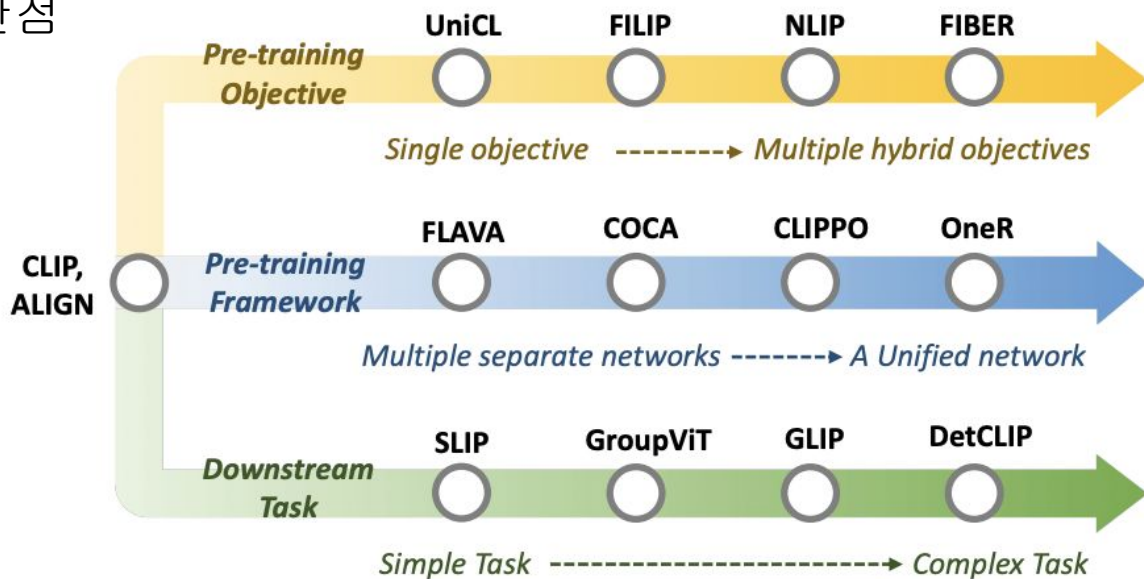 UniCL FILIP NLIP FIBER
Pre-training
Objective
Single objective Multiple hybrid objectives
FLAVA COCA CLIPPO OneR
CLIP,
ALIGN
Pre-training
Framework
Multiple separate networks A Unified network
SLIP GroupViT GLIP DetCLIP
Downstream
Task
Simple Task Complex Task